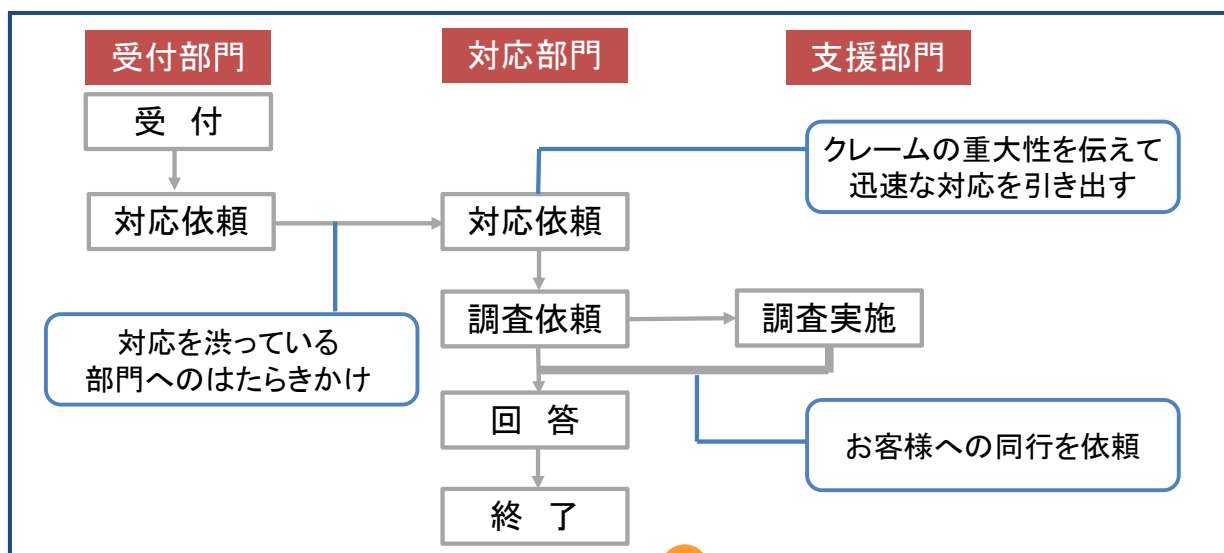 受付部門
対応部門
支援部門
受　付
クレームの重大性を伝えて
迅速な対応を引き出す
対応依頼
対応依頼
調査依頼
調査実施
対応を渋っている
部門へのはたらきかけ
回　答
お客様への同行を依頼
終　了